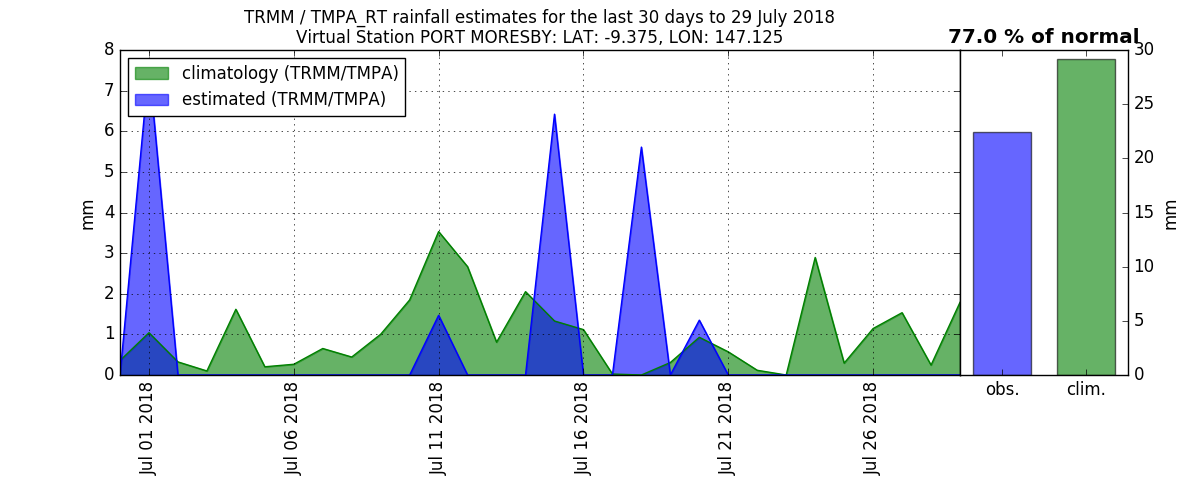 TRMM / TMPA_RT rainfall estimates for the last 30 days to 29 July 2018
Virtual Station PORT MORESBY: LAT: -9.375, LON: 147.125
77.0 % of normal
climatology (TRMM/TMPA)
estimated (TRMM/TMPA)
8
7
6
5
4
3
2
1
0
mm
Jul 01 2018
Jul 06 2018
Jul 11 2018
Jul 16 2018
Jul 21 2018
Jul 26 2018
obs.
clim.
30
25
20
15
10
5
0
mm